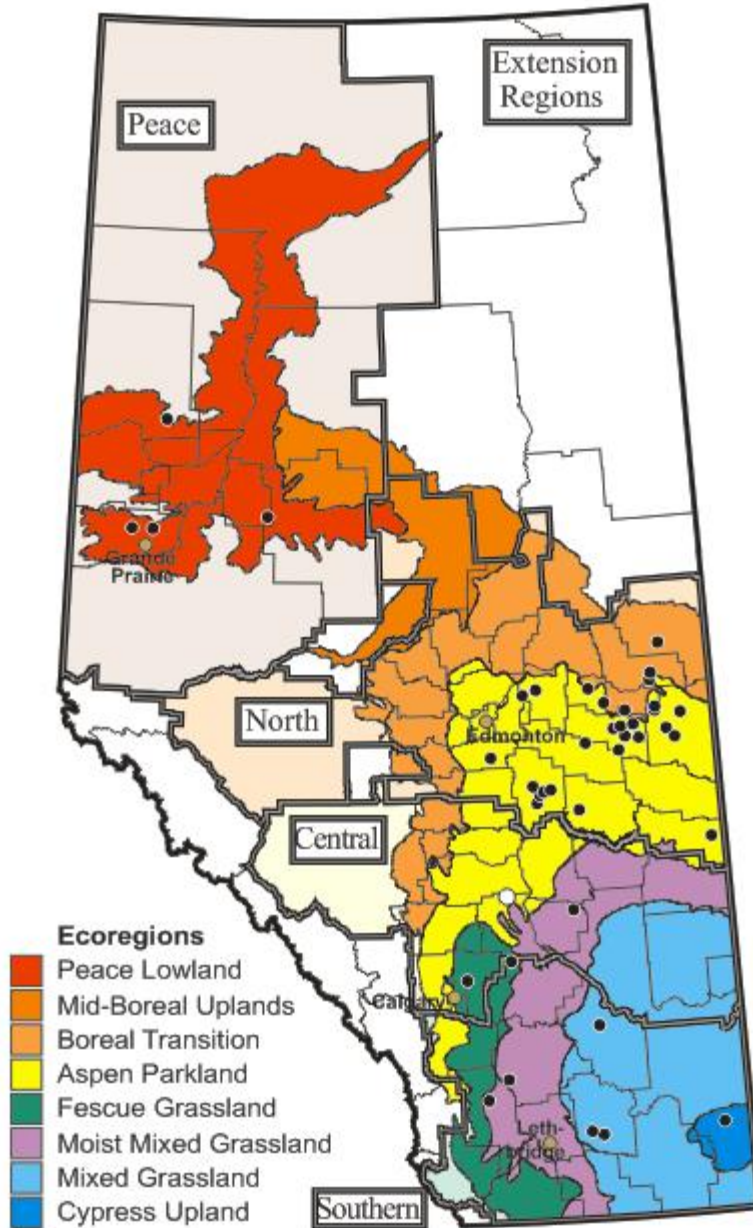 Extension
Regions
Peace
Grande
Prairie
North
Edmonton
Central
Calgary
Leth-
bridge
Southern
Ecoregions
Peace Lowland
Mid-Boreal Uplands
Boreal Transition
Aspen Parkland
Fescue Grassland
Moist Mixed Grassland
Mixed Grassland
Cypress Upland